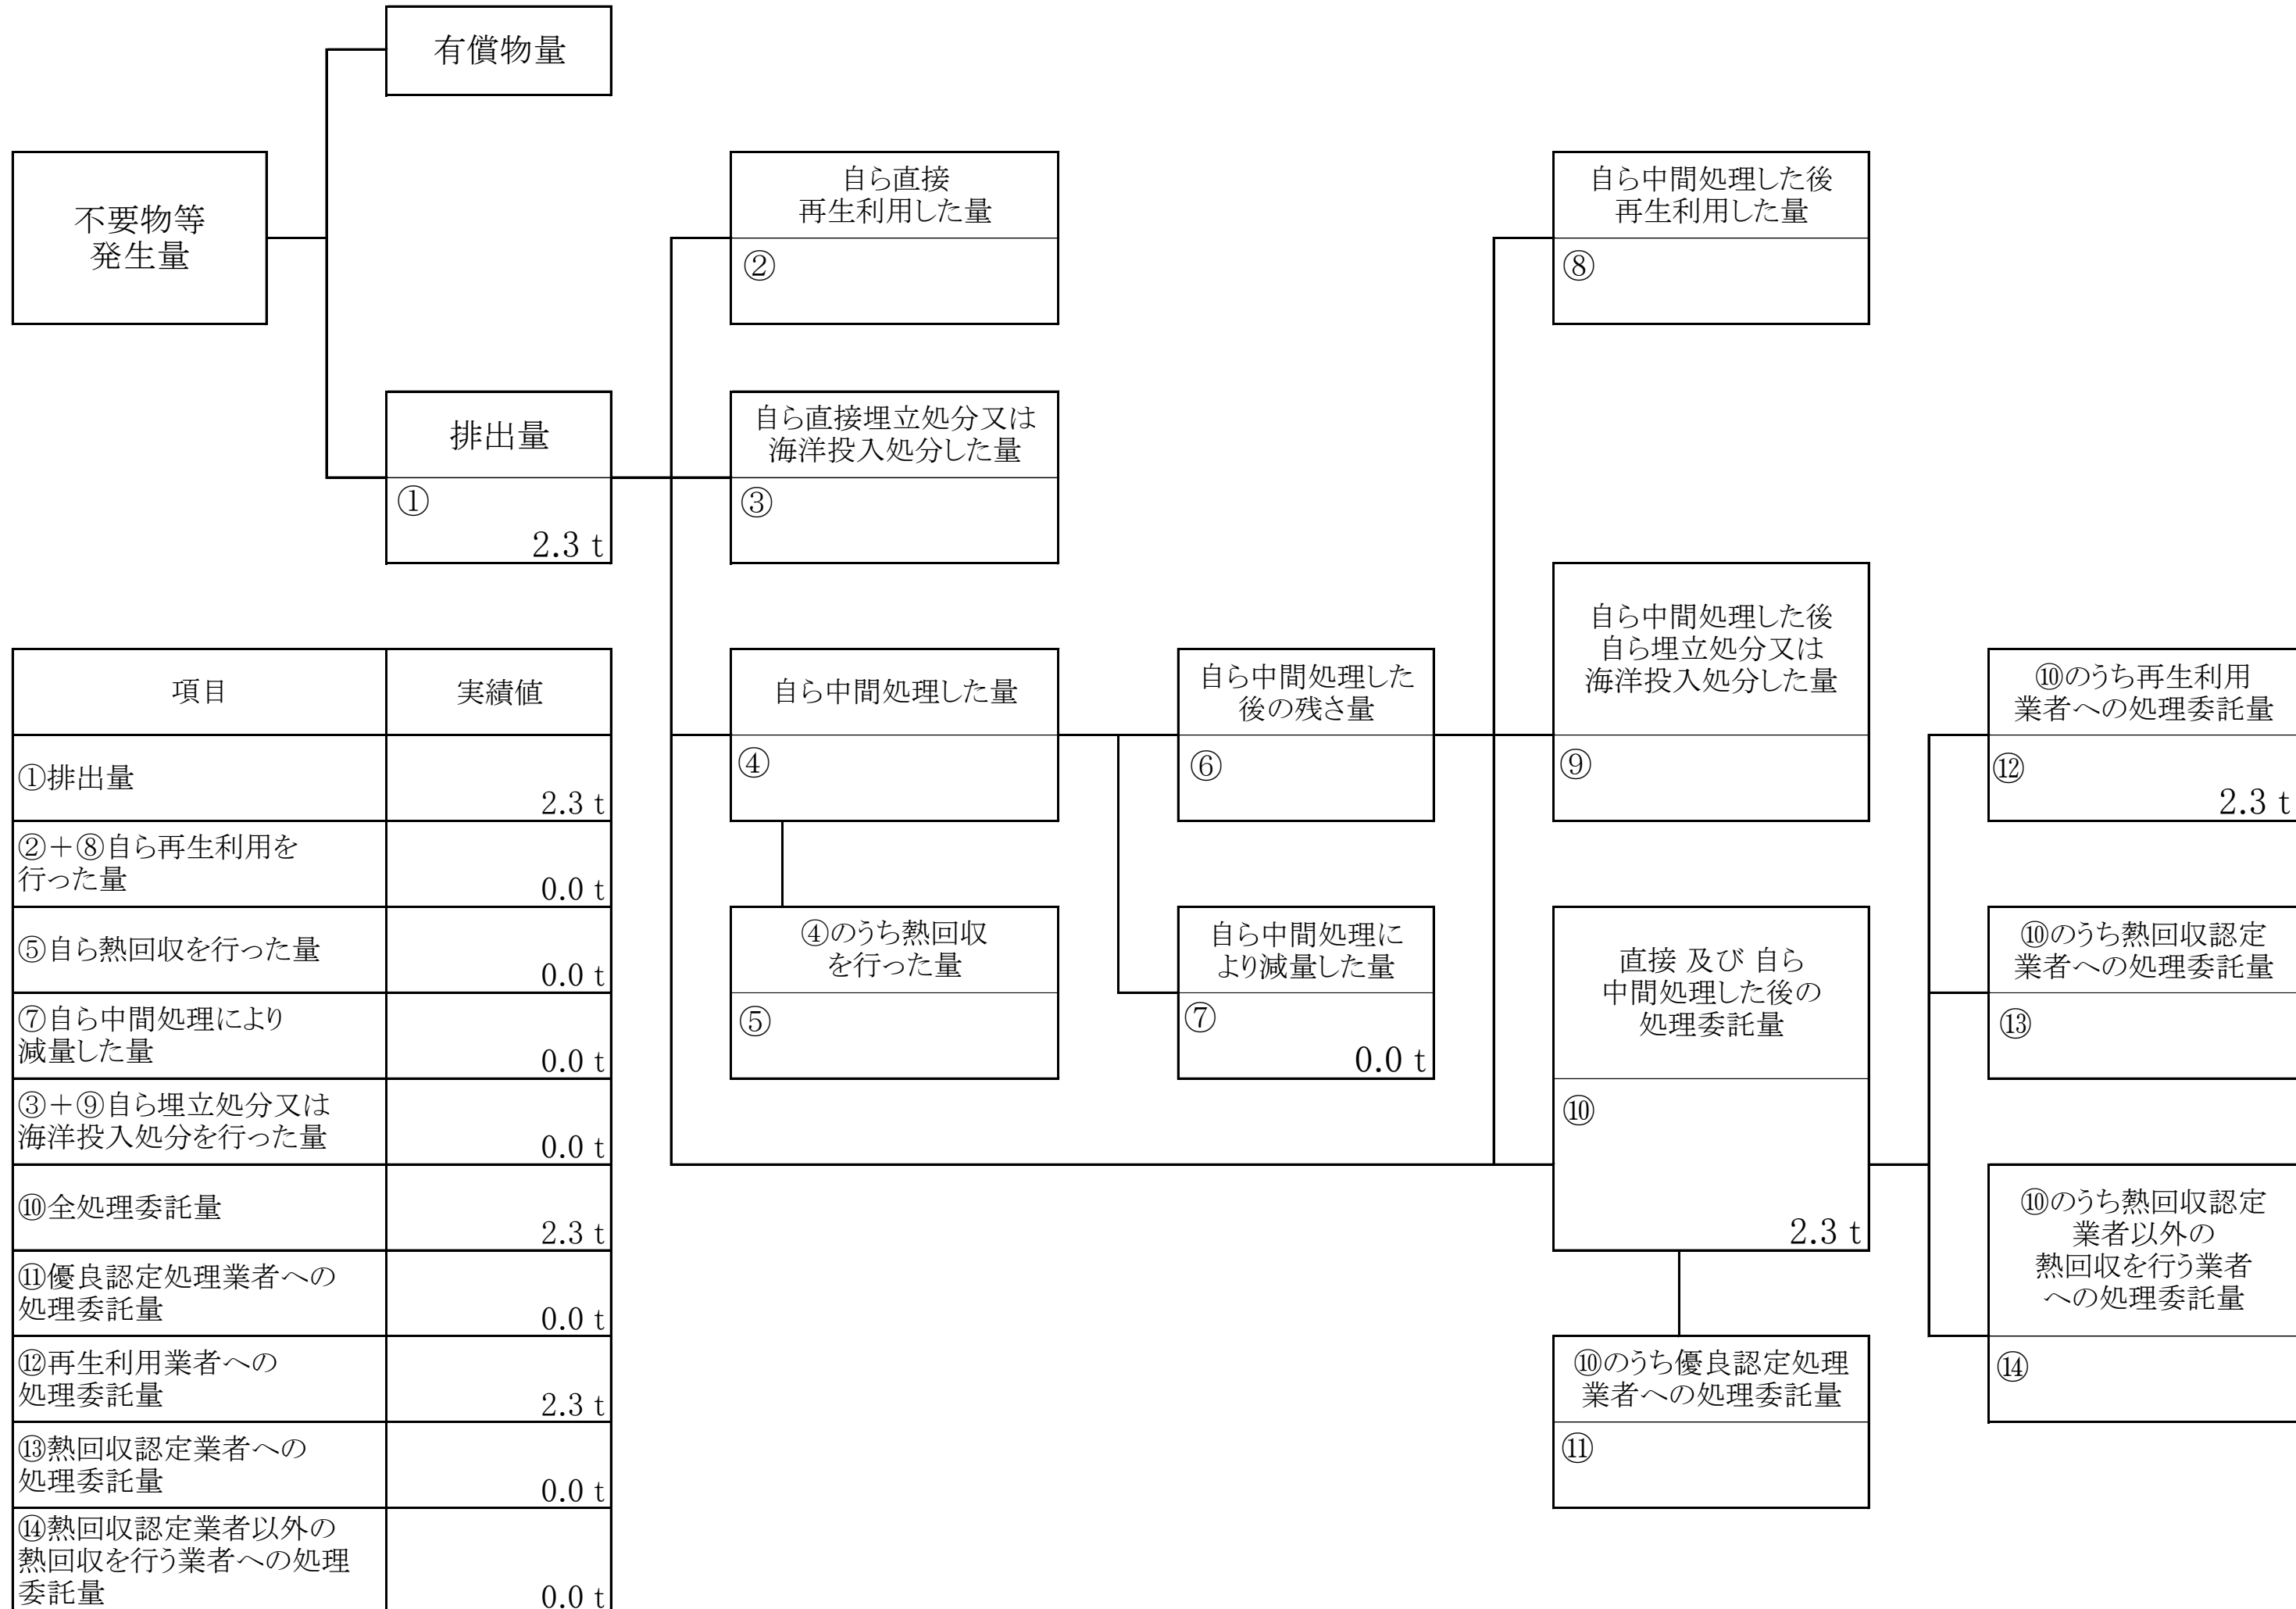 有償物量
不要物等
発生量
自ら直接
再生利用した量
②
自ら中間処理した後
再生利用した量
⑧
排出量
①
2.3 t
自ら直接埋立処分又は
海洋投入処分した量
③
自ら中間処理した量
④
自ら中間処理した
後の残さ量
⑥
自ら中間処理した後
自ら埋立処分又は
海洋投入処分した量
⑨
⑩のうち再生利用
業者への処理委託量
⑫
2.3 t
④のうち熱回収
を行った量
⑤
自ら中間処理に
より減量した量
⑦
0.0 t
直接 及び 自ら
中間処理した後の
処理委託量
⑩
2.3 t
⑩のうち熱回収認定
業者への処理委託量
⑬
⑩のうち熱回収認定
業者以外の
熱回収を行う業者
への処理委託量
⑭
⑩のうち優良認定処理
業者への処理委託量
⑪
項目
実績値
①排出量
2.3 t
②＋⑧自ら再生利用を
行った量
0.0 t
⑤自ら熱回収を行った量
0.0 t
⑦自ら中間処理により
減量した量
0.0 t
③＋⑨自ら埋立処分又は
海洋投入処分を行った量
0.0 t
⑩全処理委託量
2.3 t
⑪優良認定処理業者への
処理委託量
0.0 t
⑫再生利用業者への
処理委託量
2.3 t
⑬熱回収認定業者への
処理委託量
0.0 t
⑭熱回収認定業者以外の
熱回収を行う業者への処理
委託量
0.0 t